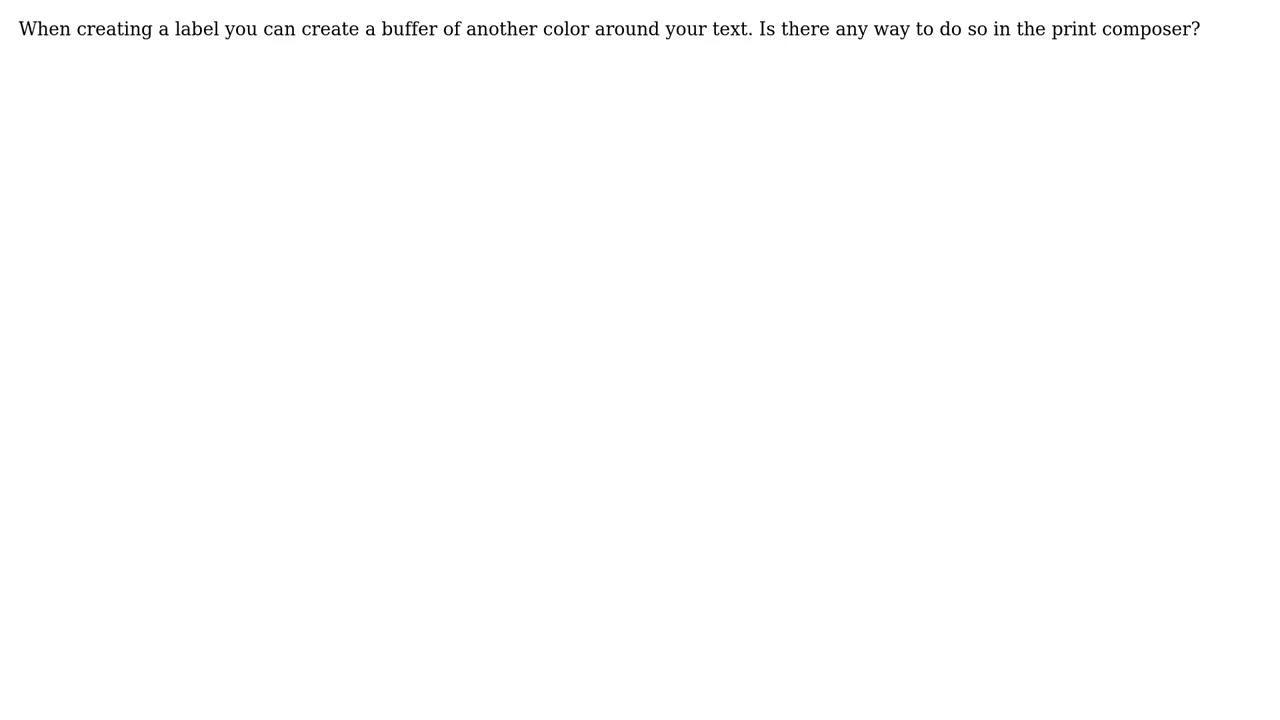 When creating a label you can create a buffer of another color around your text. Is there any way to do so in the print composer?